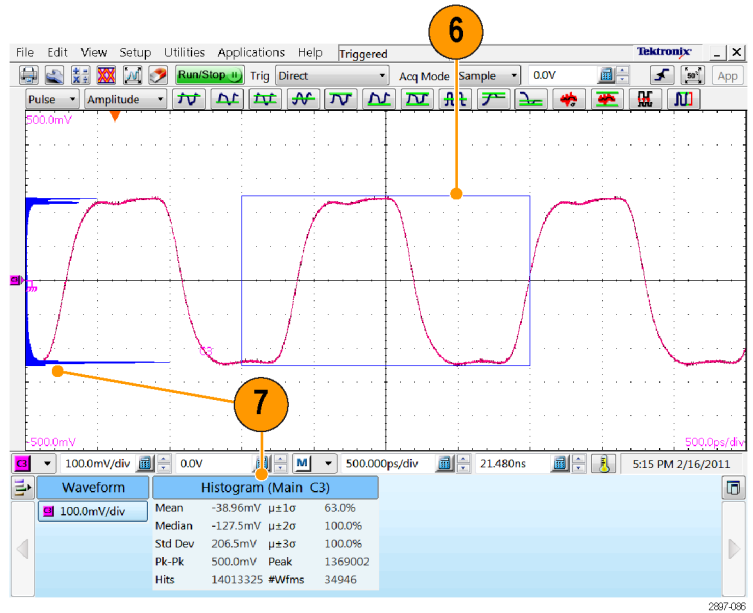 6
File Edit View Setup Utilities Applications Help Triggered Tektronix
Run/Stop Trig Direct Acq Mode Sample 0.0V 50 App
Pulse Amplitude
500.0mV
C3
C3
-500.0mV 500.0ps/div
7
C3 100.0mV/div 0.0V M 500.000ps/div 21.480ns 5:15 PM 2/16/2011
Waveform Histogram (Main C3)
100.0mV/div
Mean -38.96mV µ±1σ 63.0%
Median -127.5mV µ±2σ 100.0%
Std Dev 206.5mV µ±3σ 100.0%
Pk-Pk 500.0mV Peak 1369002
Hits 14013325 #Wfms 34946
2897-086